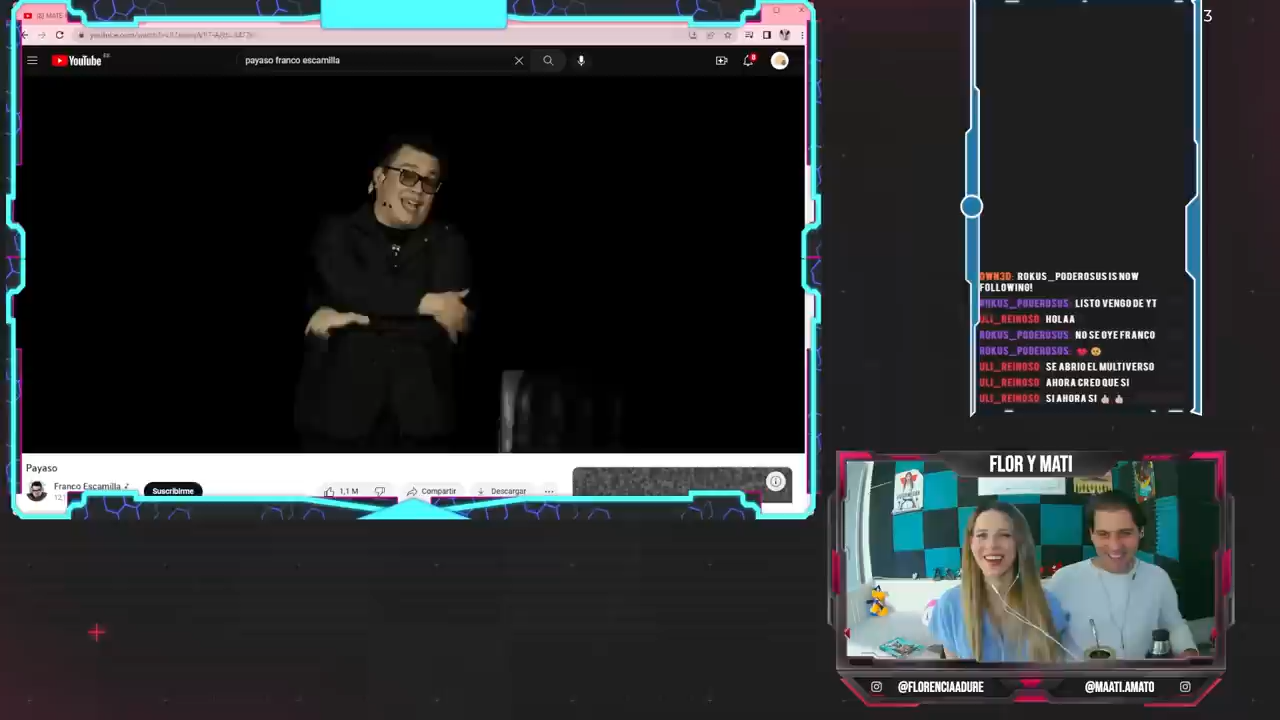 YouTube
payaso franco escamilla
Payaso
Franco Escamilla
Suscribirme
1,1 M
Compartir
Descargar
3
OWN3D: ROKUS_PODEROSUS IS NOW
FOLLOWING!
ROKUS_PODEROSUS: LISTO VENGO DE YT
ULI_REINOSO HOLAA
ROKUS_PODEROSUS: NO SE OYE FRANCO
ROKUS_PODEROSUS: ❤️ 🥺
ULI_REINOSO SE ABRIO EL MULTIVERSO
ULI_REINOSO AHORA CREO QUE SI
ULI_REINOSO SI AHORA SI 👍🏻 👍🏻
FLOR Y MATI
@FLORENCIAADURE
@MAATI.AMATO